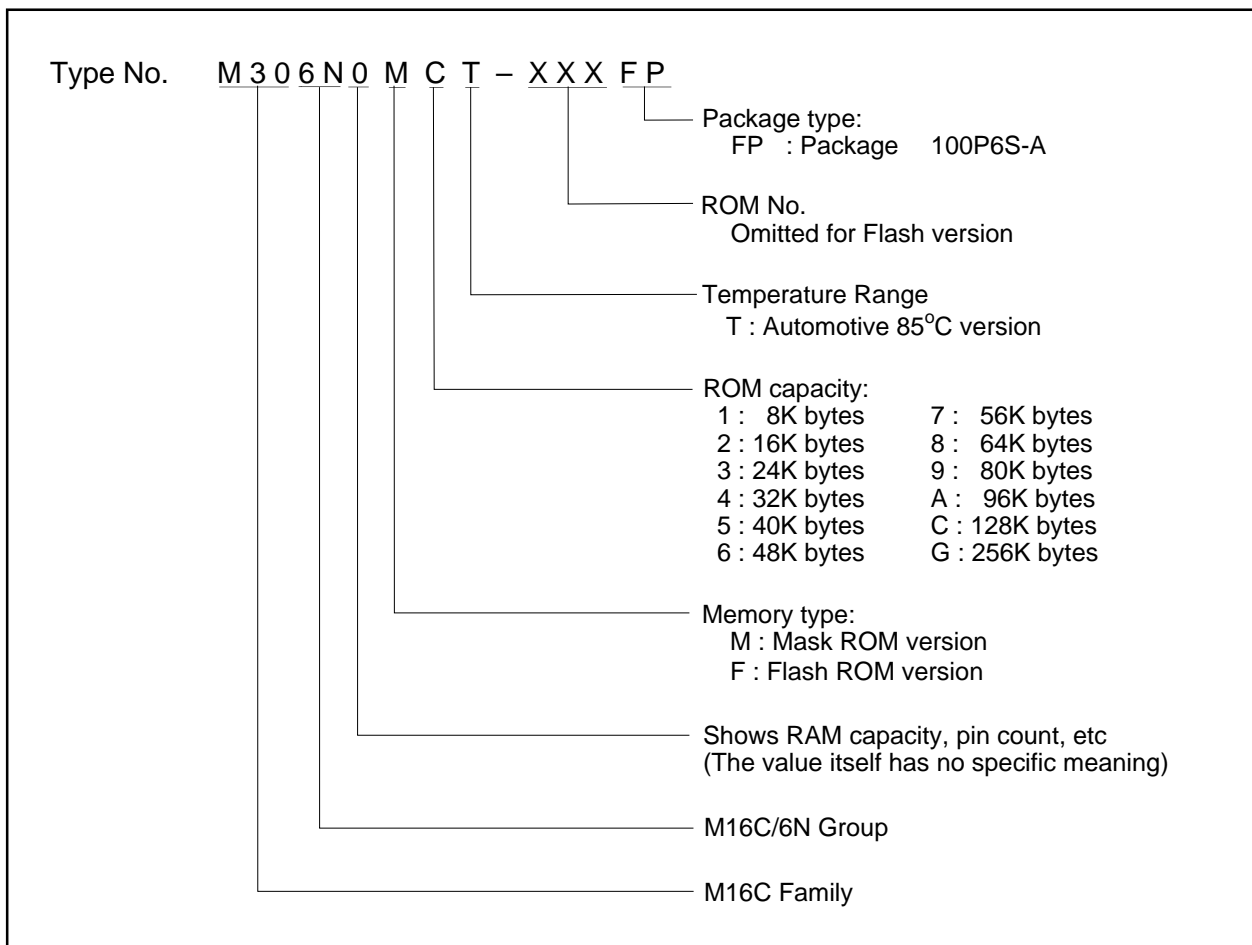 Type No. M 3 0 6 N 0 M C T – X X X F P
Package type:
FP : Package 100P6S-A
ROM No.
Omitted for Flash version
Temperature Range
T : Automotive 85°C version
ROM capacity:
1 : 8K bytes 7 : 56K bytes
2 : 16K bytes 8 : 64K bytes
3 : 24K bytes 9 : 80K bytes
4 : 32K bytes A : 96K bytes
5 : 40K bytes C : 128K bytes
6 : 48K bytes G : 256K bytes
Memory type:
M : Mask ROM version
F : Flash ROM version
Shows RAM capacity, pin count, etc
(The value itself has no specific meaning)
M16C/6N Group
M16C Family